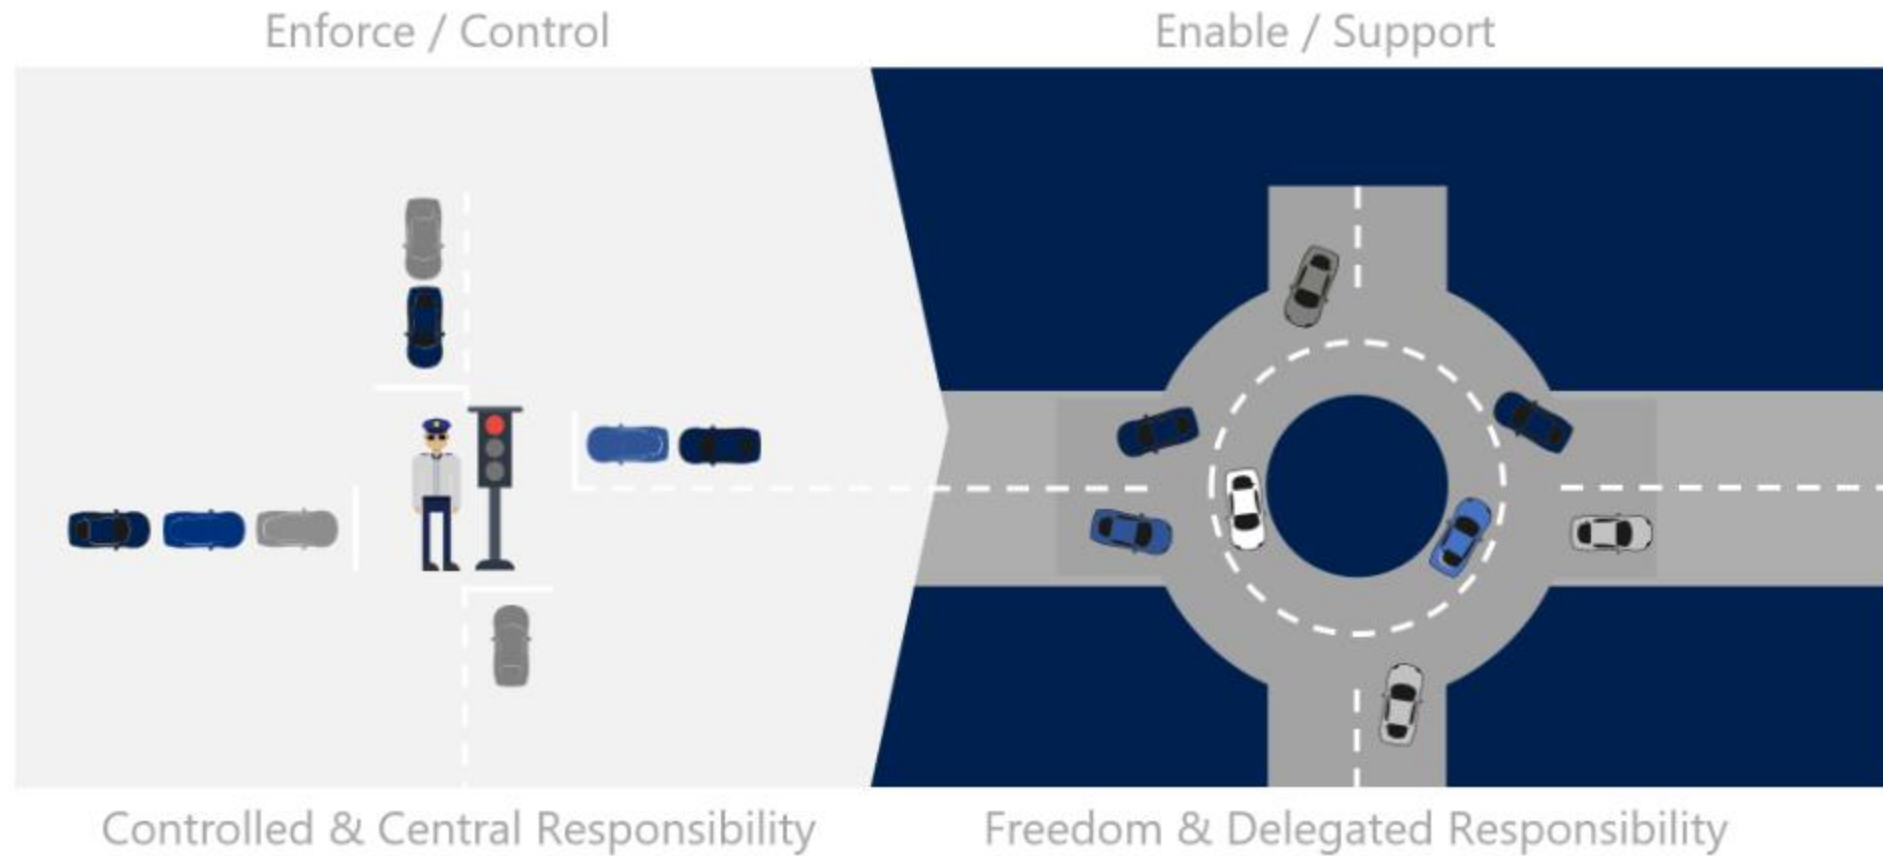 Enforce / Control
Enable / Support
Controlled & Central Responsibility
Freedom & Delegated Responsibility